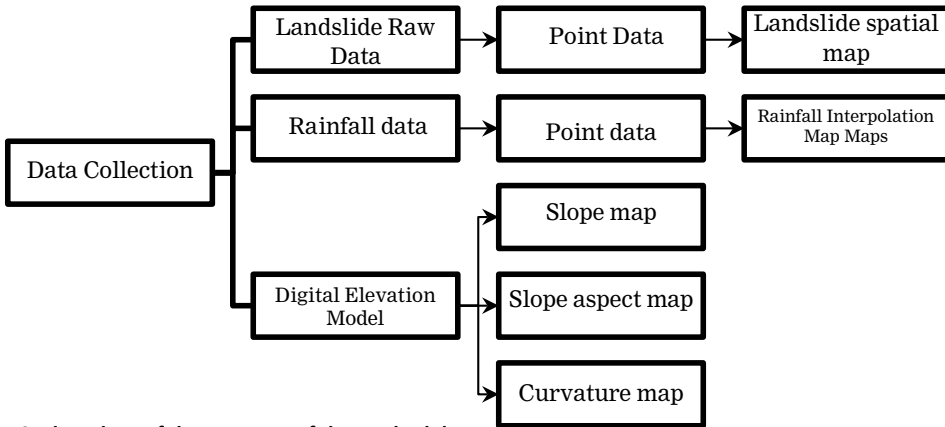 Landslide Raw
Data
Point Data
Landslide spatial
map
Rainfall data
Point data
Rainfall Interpolation
Map Maps
Data Collection
Slope map
Digital Elevation
Model
Slope aspect map
Curvature map